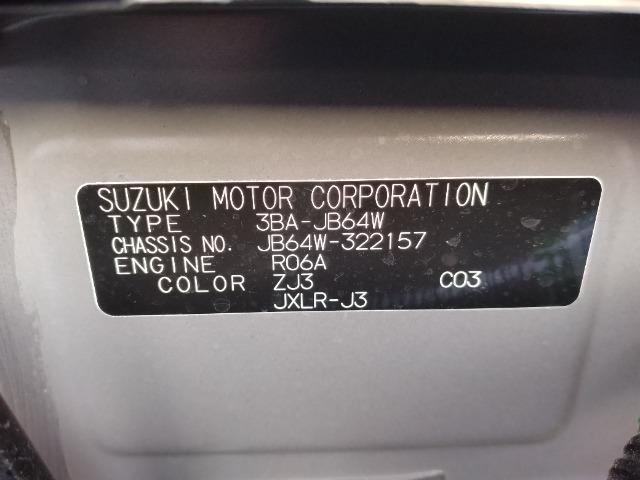 SUZUKI MOTOR CORPORATION
TYPE 3BA-JB64W
CHASSIS NO. JB64W-322157
ENGINE R06A
COLOR ZJ3 C03
JXLR-J3